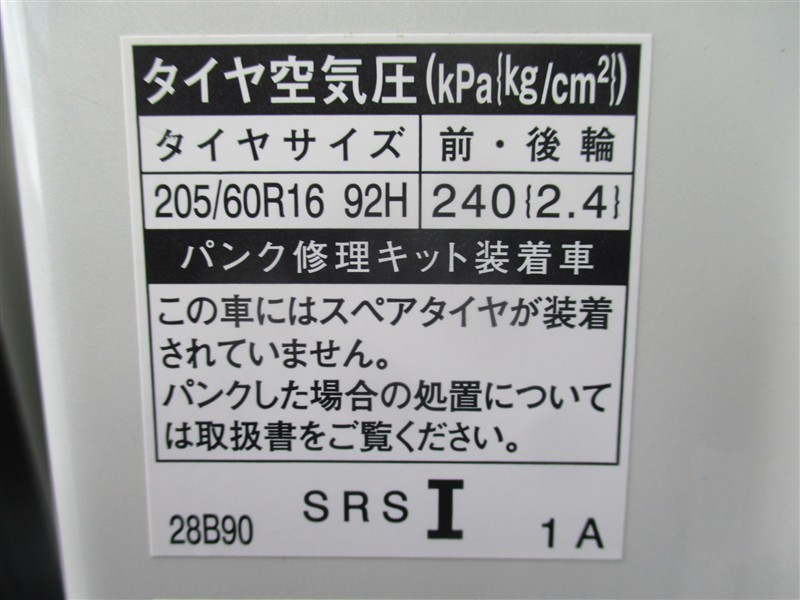 タイヤ空気圧(kPa{kg/cm²})
タイヤサイズ 前・後輪
205/60R16 92H 240{2.4}
パンク修理キット装着車
この車にはスペアタイヤが装着
されていません。
パンクした場合の処置について
は取扱書をご覧ください。
28B90 SRS I 1A